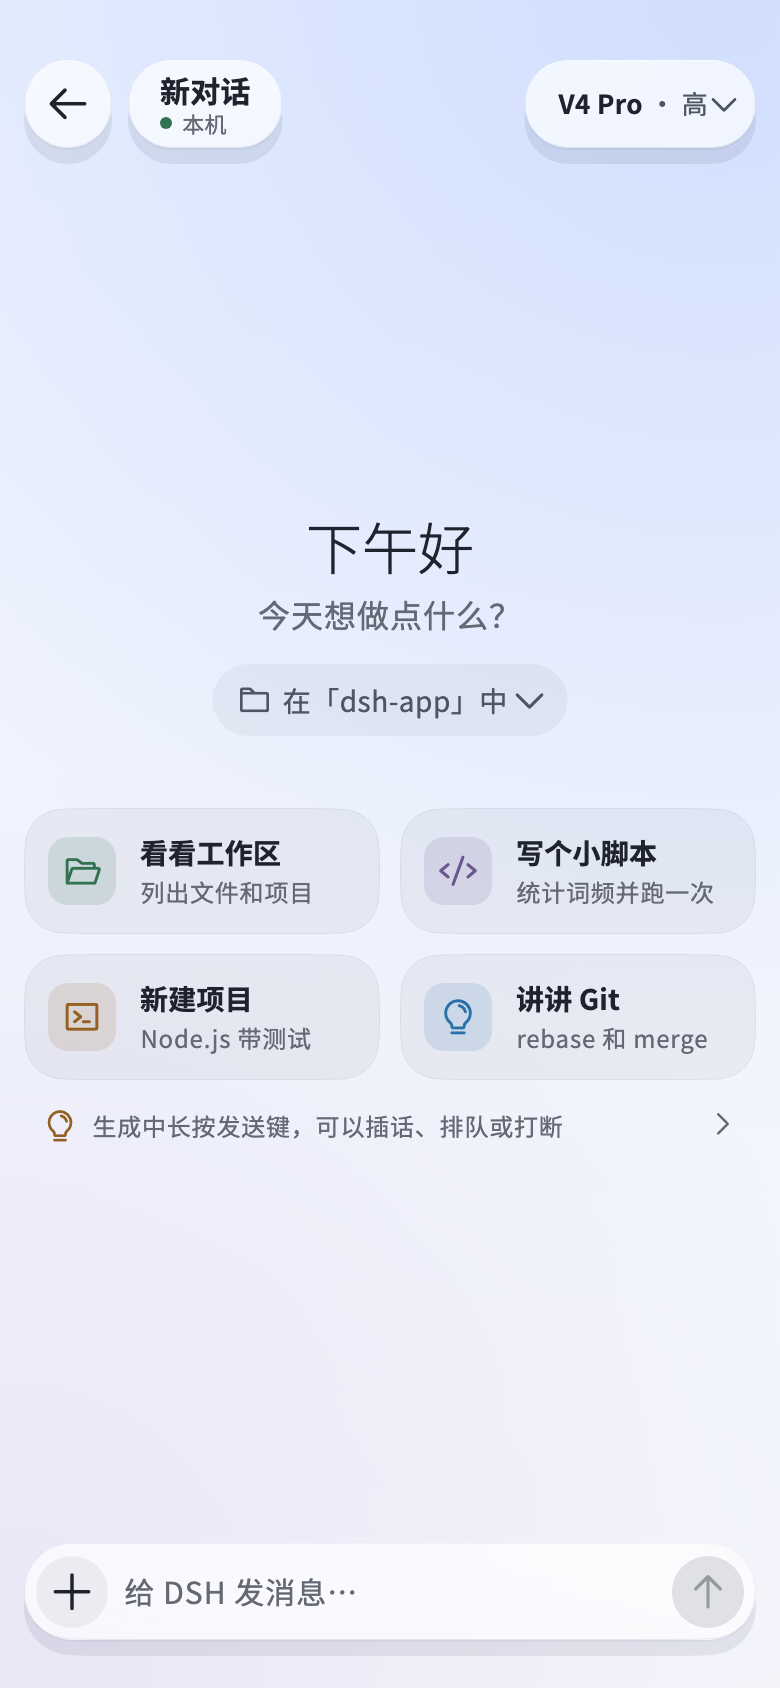 新对话
本机
V4 Pro · 高
下午好
今天想做点什么？
在「dsh-app」中
看看工作区
列出文件和项目
写个小脚本
统计词频并跑一次
新建项目
Node.js 带测试
讲讲 Git
rebase 和 merge
生成中长按发送键，可以插话、排队或打断
给 DSH 发消息…